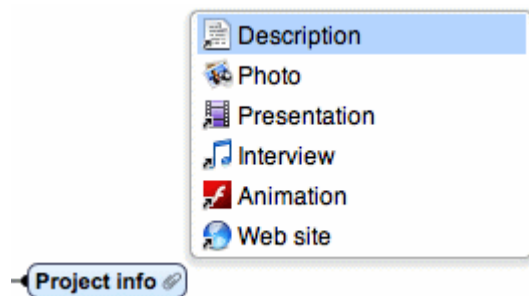 Description
Photo
Presentation
Interview
Animation
Web site
Project info